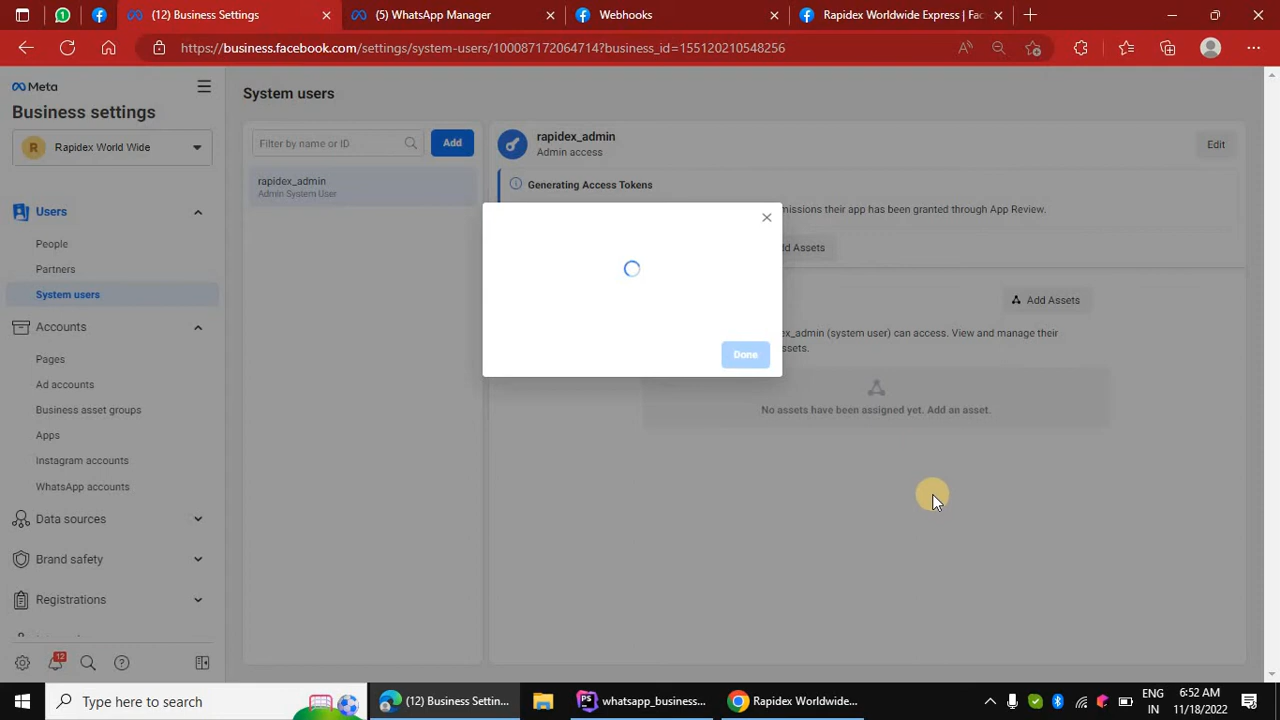 (12) Business Settings
(5) WhatsApp Manager
Webhooks
Rapidex Worldwide Express | Fac
https://business.facebook.com/settings/system-users/100087172064714?business_id=155120210548256
Meta
Business settings
R
Rapidex World Wide
Users
People
Partners
System users
Accounts
Pages
Ad accounts
Business asset groups
Apps
Instagram accounts
WhatsApp accounts
Data sources
Brand safety
Registrations
12
System users
Filter by name or ID
Add
rapidex_admin
Admin System User
rapidex_admin
Admin access
Edit
Generating Access Tokens
missions their app has been granted through App Review.
dd Assets
Add Assets
dex_admin (system user) can access. View and manage their
ssets.
No assets have been assigned yet. Add an asset.
Done
Type here to search
(12) Business Settin...
whatsapp_business...
Rapidex Worldwide...
ENG
IN
6:52 AM
11/18/2022